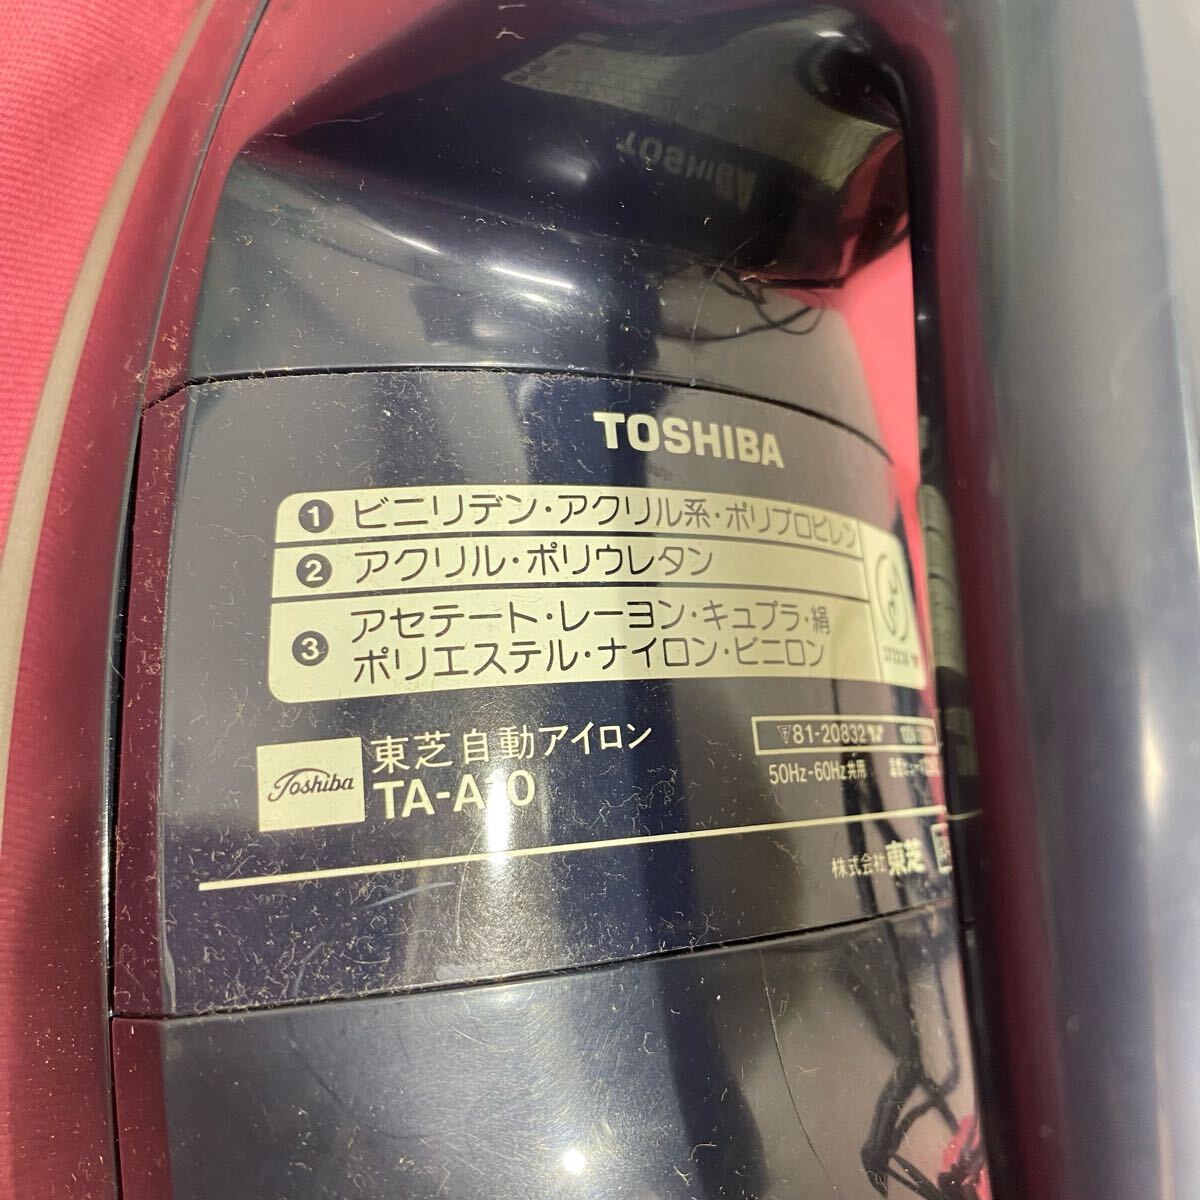 TOSHIBA
① ビニリデン・アクリル系・ポリプロピレン
② アクリル・ポリウレタン
③ アセテート・レーヨン・キュプラ・絹
ポリエステル・ナイロン・ビニロン
Toshiba
東芝自動アイロン
TA-A10
81-20832
50Hz-60Hz共用
株式会社 東芝